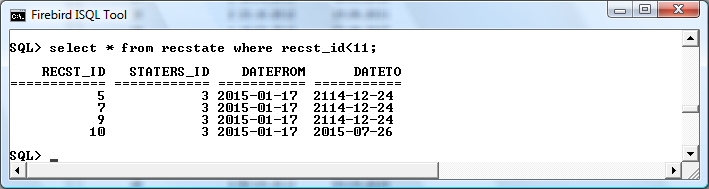 Firebird ISQL Tool
SQL> select * from recstate where recst_id<11;
RECST_ID STATERS_ID DATEFROM DATETO
============ ============ =========== ===========
5 3 2015-01-17 2114-12-24
7 3 2015-01-17 2114-12-24
9 3 2015-01-17 2114-12-24
10 3 2015-01-17 2015-07-26
SQL> _